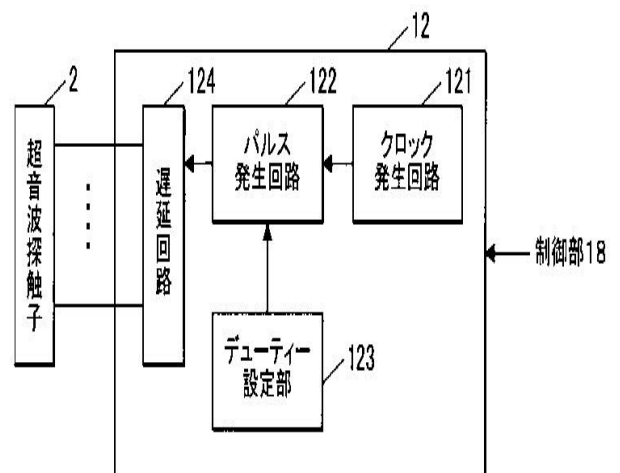 12
2
124
122
121
超音波探触子
遅延回路
パルス
発生回路
クロック
発生回路
制御部18
デューティー
設定部
123